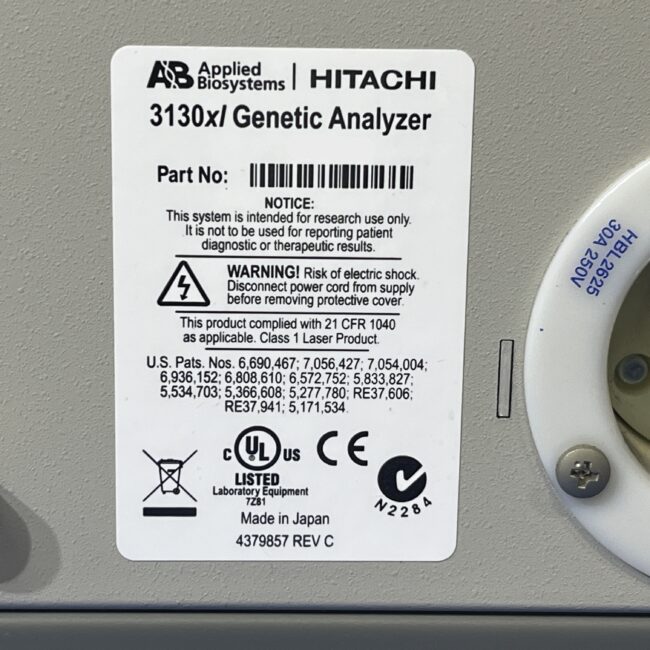 AB Applied Biosystems | HITACHI
3130xl Genetic Analyzer
Part No:
NOTICE:
This system is intended for research use only.
It is not to be used for reporting patient
diagnostic or therapeutic results.
WARNING! Risk of electric shock.
Disconnect power cord from supply
before removing protective cover.
This product complied with 21 CFR 1040
as applicable. Class 1 Laser Product.
U.S. Pats. Nos. 6,690,467; 7,056,427; 7,054,004;
6,936,152; 6,808,610; 6,572,752; 5,833,827;
5,534,703; 5,366,608; 5,277,780; RE37,606;
RE37,941; 5,171,534
C UL US
LISTED
Laboratory Equipment
7Z81
CE
N2284
Made in Japan
4379857 REV C
HBL2625
30A 250V